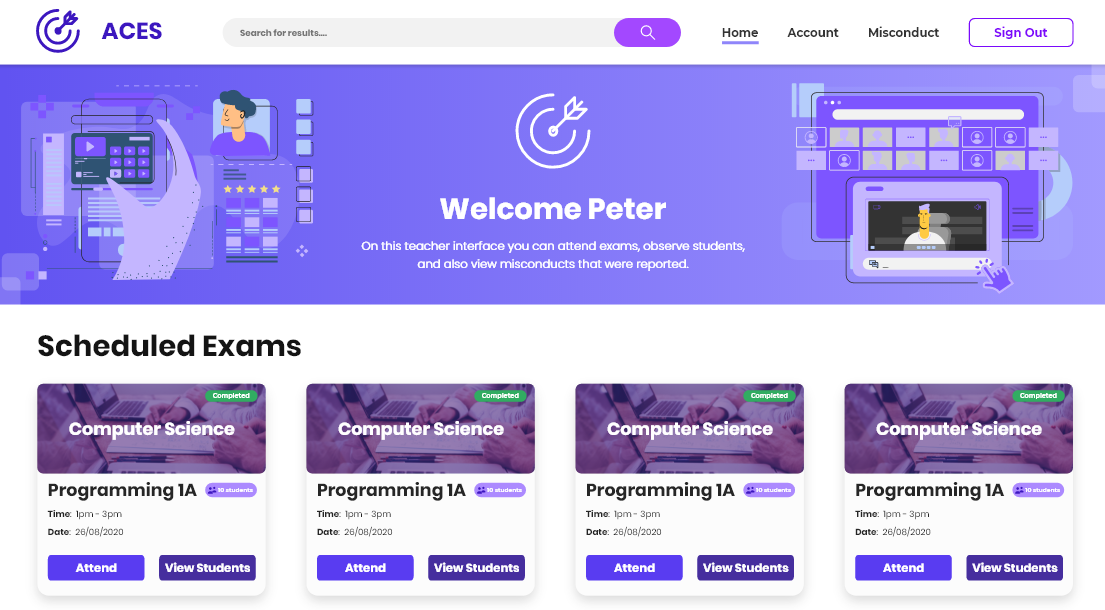 ACES
Search for results....
Home
Account
Misconduct
Sign Out
Welcome Peter
On this teacher interface you can attend exams, observe students,
and also view misconducts that were reported.
Scheduled Exams
Completed
Computer Science
Programming 1A
10 students
Time: 1pm - 3pm
Date: 26/08/2020
Attend
View Students
Completed
Computer Science
Programming 1A
10 students
Time: 1pm - 3pm
Date: 26/08/2020
Attend
View Students
Completed
Computer Science
Programming 1A
10 students
Time: 1pm - 3pm
Date: 26/08/2020
Attend
View Students
Completed
Computer Science
Programming 1A
10 students
Time: 1pm - 3pm
Date: 26/08/2020
Attend
View Students